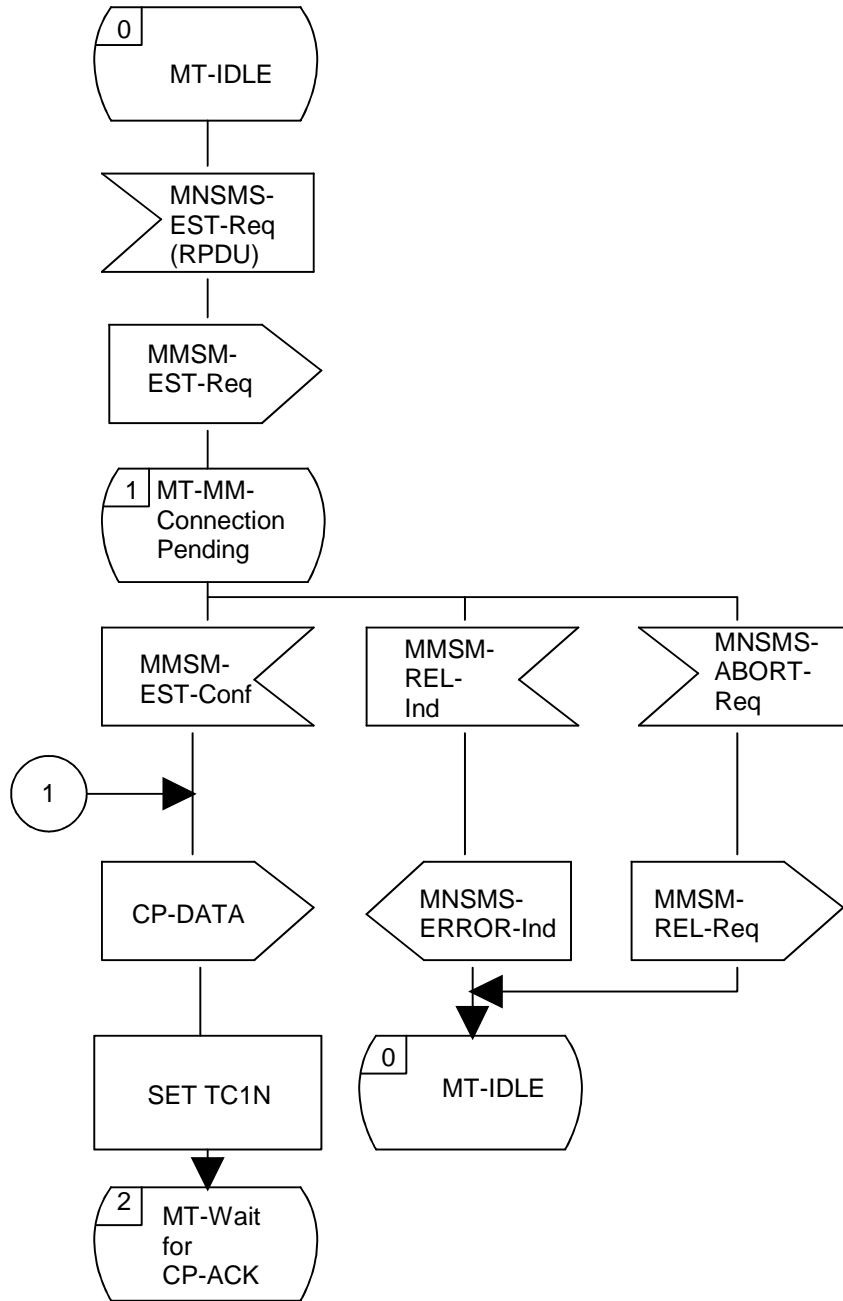 0
MT-IDLE
MNSMS-
EST-Req
(RPDU)
MMSM-
EST-Req
1
MT-MM-
Connection
Pending
MMSM-
EST-Conf
MMSM-
REL-
Ind
MNSMS-
ABORT-
Req
1
CP-DATA
MNSMS-
ERROR-Ind
MMSM-
REL-Req
SET TC1N
0
MT-IDLE
2
MT-Wait
for
CP-ACK